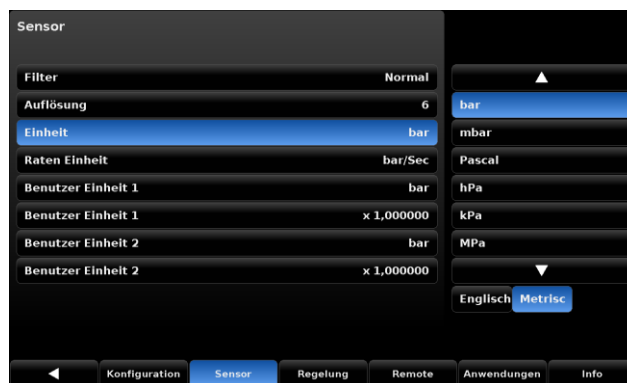 Sensor
Filter Normal
Auflösung 6
Einheit bar
Raten Einheit bar/Sec
Benutzer Einheit 1 bar
Benutzer Einheit 1 x 1,000000
Benutzer Einheit 2 bar
Benutzer Einheit 2 x 1,000000
bar
mbar
Pascal
hPa
kPa
MPa
Englisch Metrisc
Konfiguration Sensor Regelung Remote Anwendungen Info